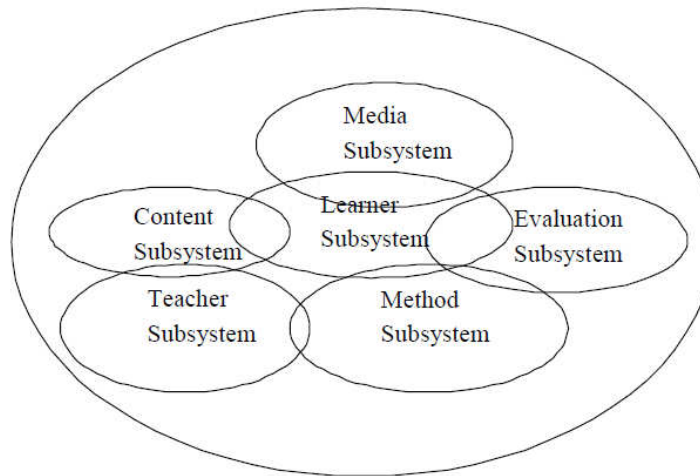 Media
Subsystem
Learner
Subsystem
Content
Subsystem
Evaluation
Subsystem
Teacher
Subsystem
Method
Subsystem